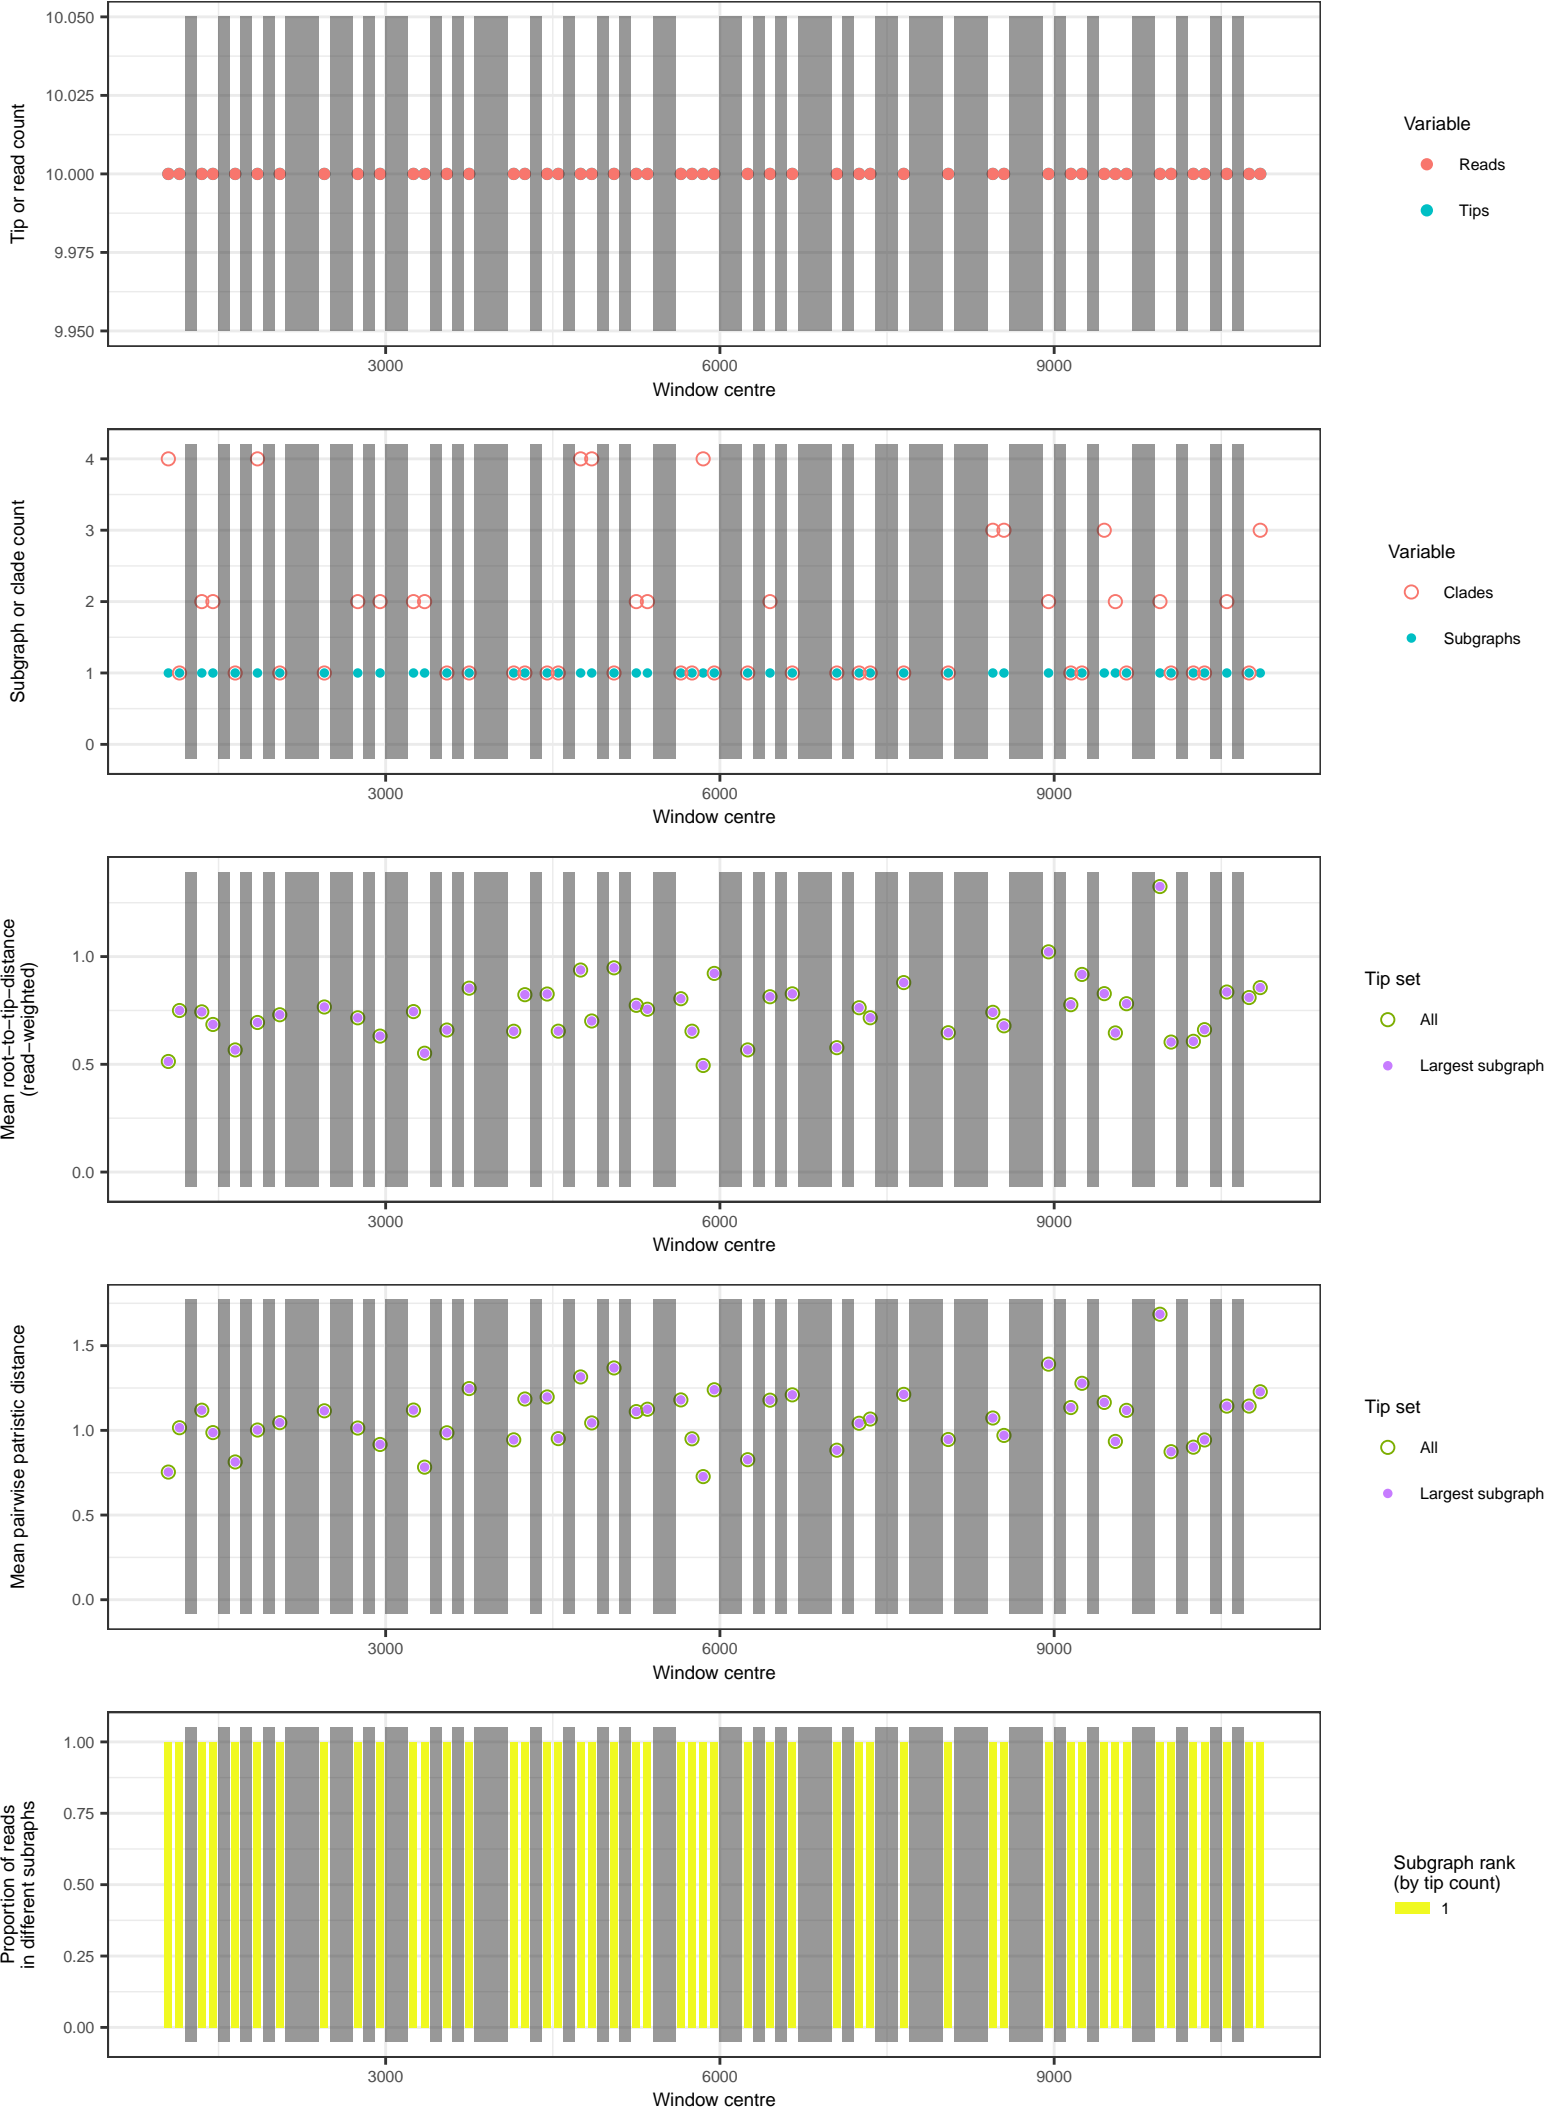 10.050
10.025
10.000
9.975
9.950
Tip or read count
3000
6000
9000
Window centre
Variable
Reads
Tips
4
3
2
1
0
Subgraph or clade count
3000
6000
9000
Window centre
Variable
Clades
Subgraphs
1.0
0.5
0.0
Mean root−to−tip−distance
(read−weighted)
3000
6000
9000
Window centre
Tip set
All
Largest subgraph
1.5
1.0
0.5
0.0
Mean pairwise patristic distance
3000
6000
9000
Window centre
Tip set
All
Largest subgraph
1.00
0.75
0.50
0.25
0.00
Proportion of reads
in different subraphs
3000
6000
9000
Window centre
Subgraph rank
(by tip count)
1